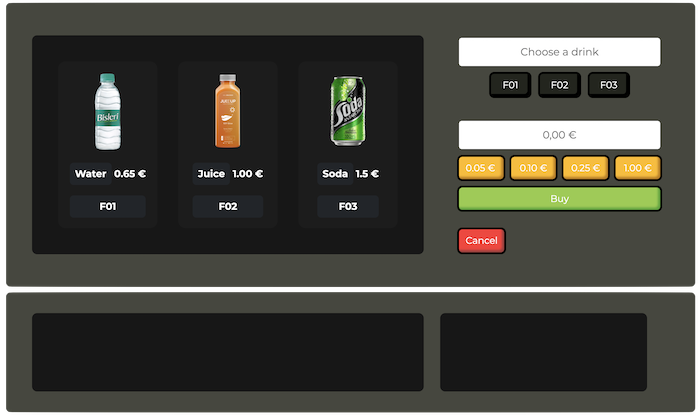 Choose a drink
F01 F02 F03
Bisleri
JUST UP
Soda
Water 0.65 €
Juice 1.00 €
Soda 1.5 €
F01
F02
F03
0,00 €
0.05 € 0.10 € 0.25 € 1.00 €
Buy
Cancel